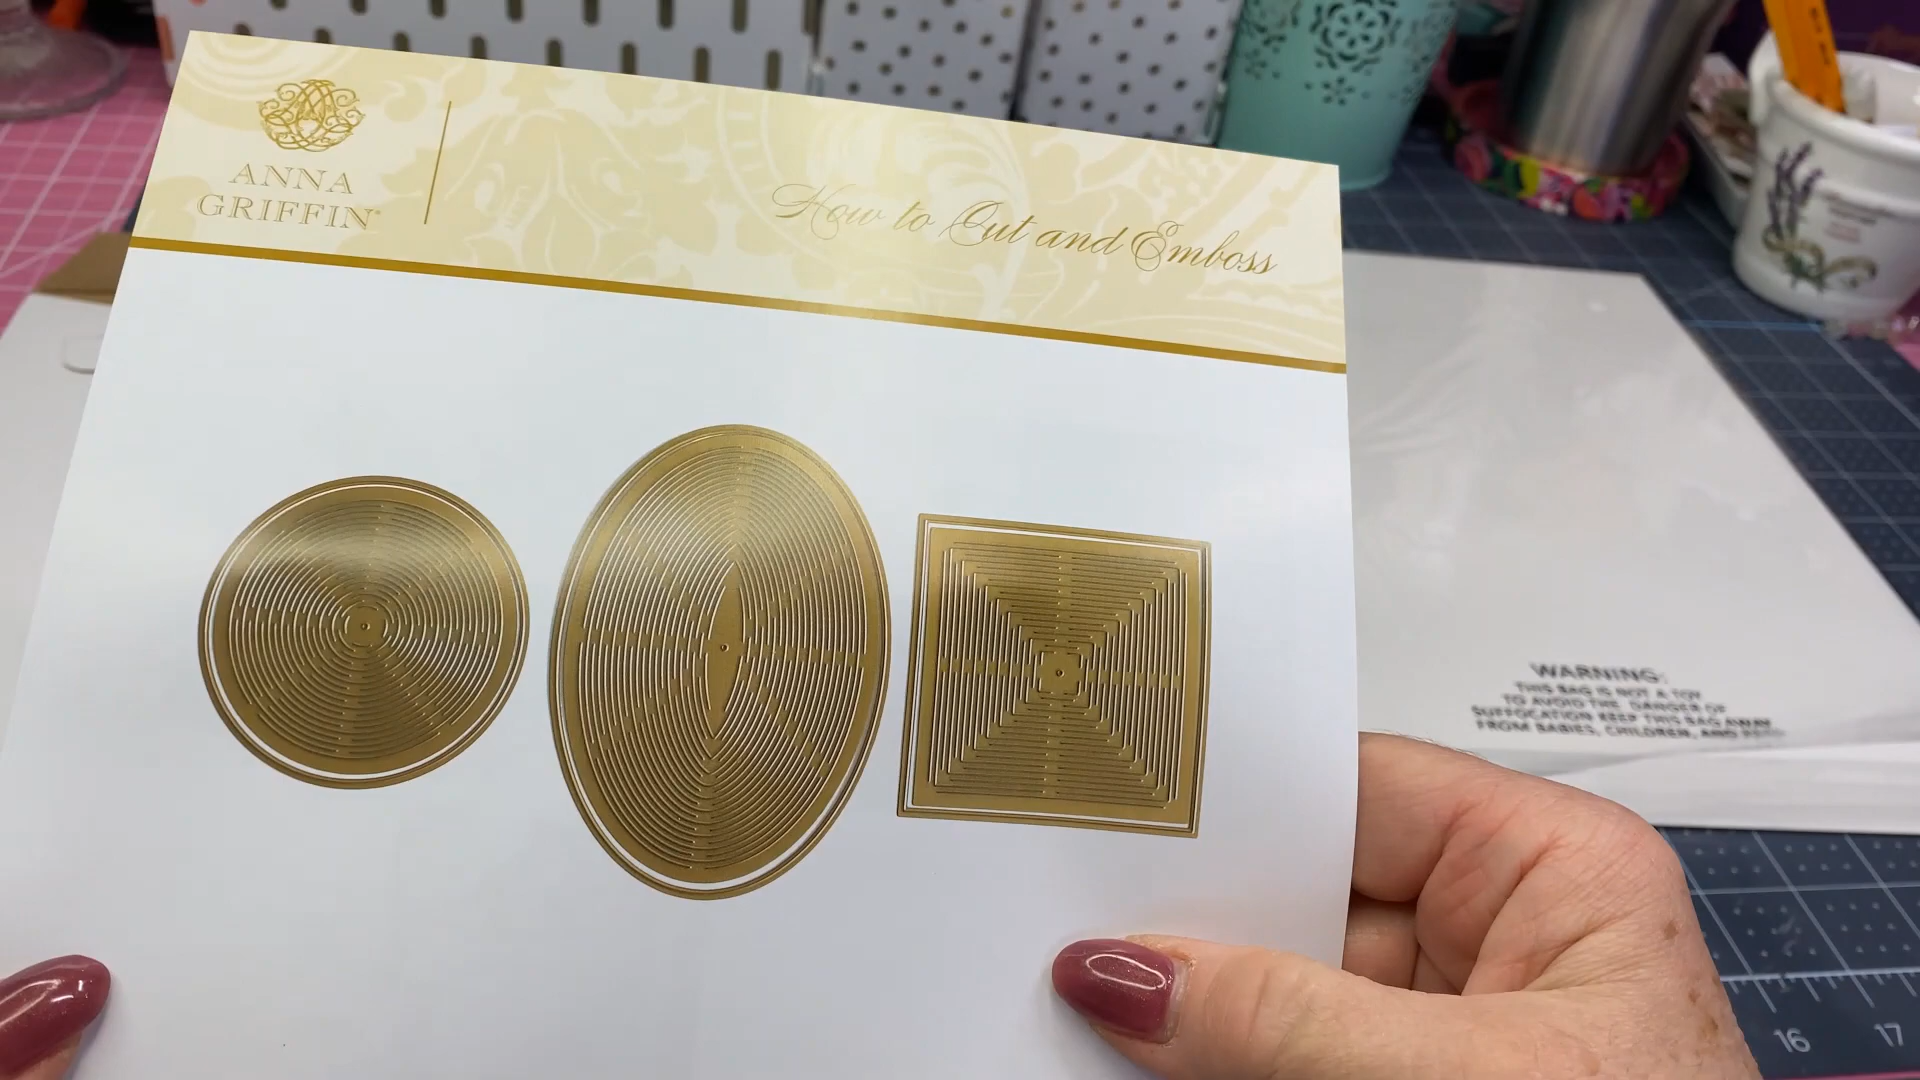 ANNA
GRIFFIN®
How to Cut and Emboss
WARNING:
THIS BAG IS NOT A TOY
TO AVOID THE DANGER OF
SUFFOCATION KEEP THIS BAG AWAY
FROM BABIES, CHILDREN, AND
16
17